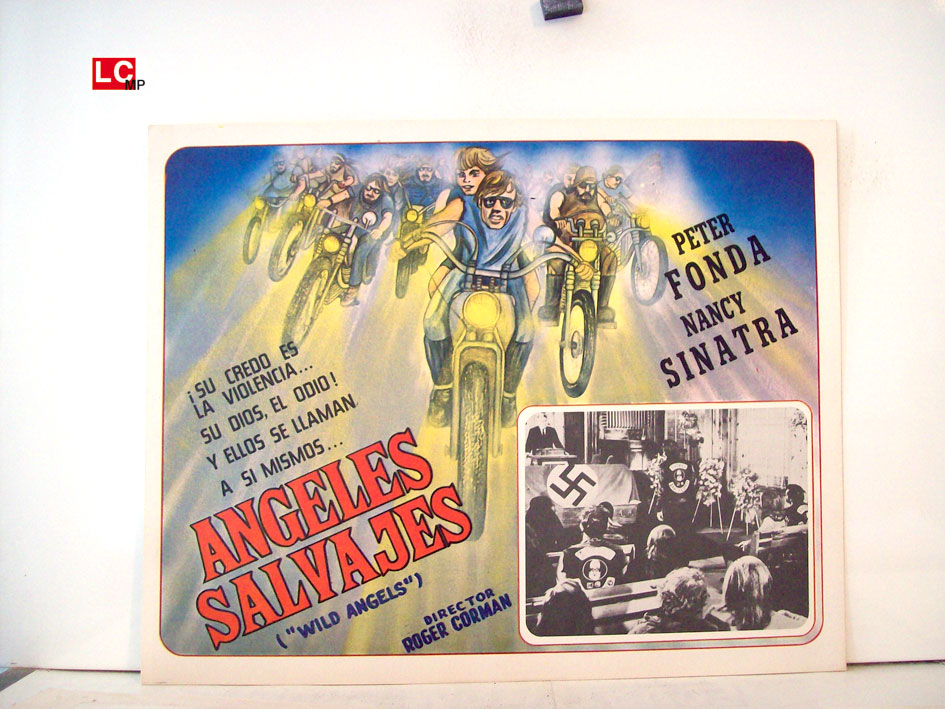 LC
MP
PETER
FONDA
NANCY
SINATRA
¡SU CREDO ES
LA VIOLENCIA...
SU DIOS, EL ODIO!
Y ELLOS SE LLAMAN
A SI MISMOS...
ANGELES
SALVAJES
("WILD ANGELS")
DIRECTOR
ROGER CORMAN